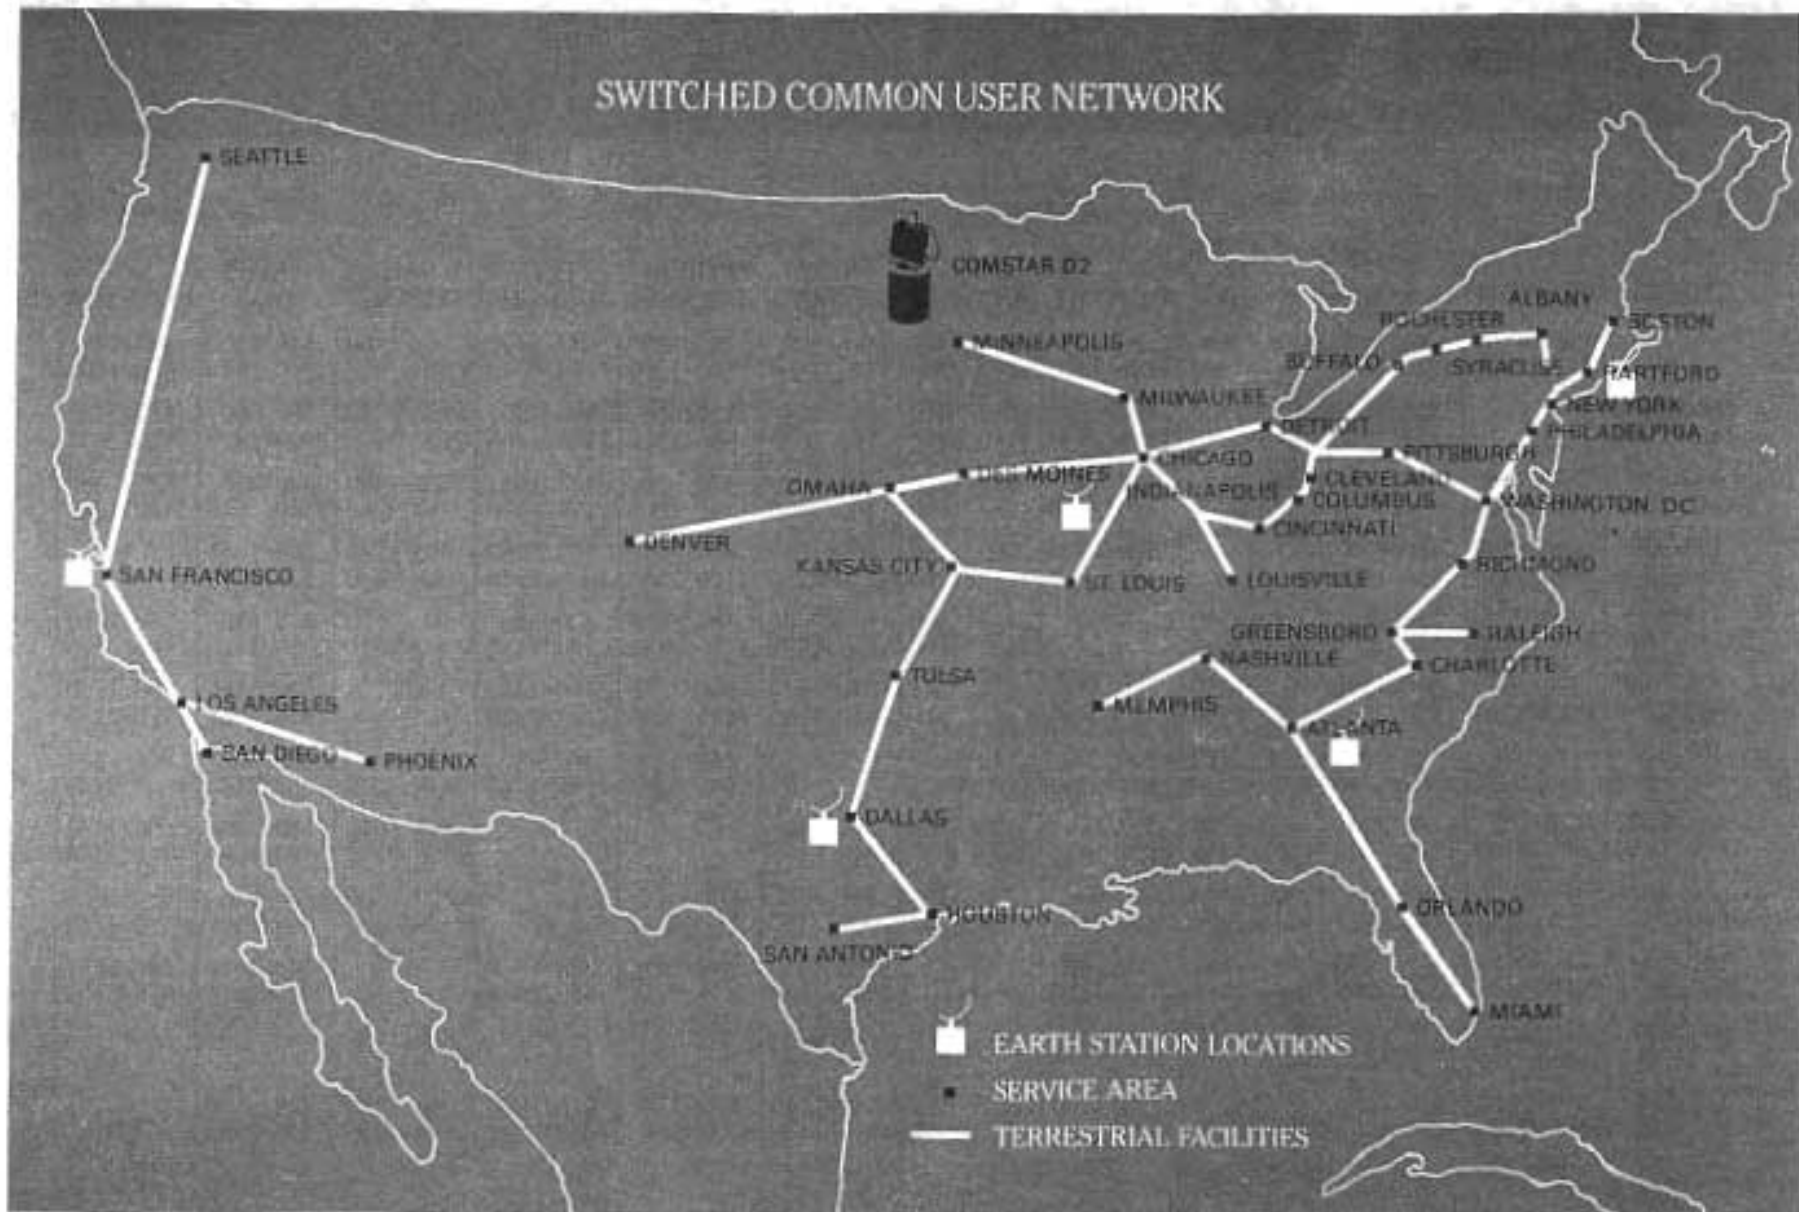 SWITCHED COMMON USER NETWORK
SEATTLE
COMSTAR D2
ALBANY
ROCHESTER
BOSTON
MINNEAPOLIS
BUFFALO
SYRACUSE
HARTFORD
MILWAUKEE
NEW YORK
DETROIT
PHILADELPHIA
CHICAGO
PITTSBURGH
DES MOINES
CLEVELAND
OMAHA
INDIANAPOLIS
COLUMBUS
WASHINGTON, DC
CINCINNATI
DENVER
KANSAS CITY
RICHMOND
SAN FRANCISCO
ST. LOUIS
LOUISVILLE
GREENSBORO
RALEIGH
NASHVILLE
CHARLOTTE
TULSA
LOS ANGELES
MEMPHIS
ATLANTA
SAN DIEGO
PHOENIX
DALLAS
ORLANDO
HOUSTON
SAN ANTONIO
MIAMI
EARTH STATION LOCATIONS
SERVICE AREA
TERRESTRIAL FACILITIES